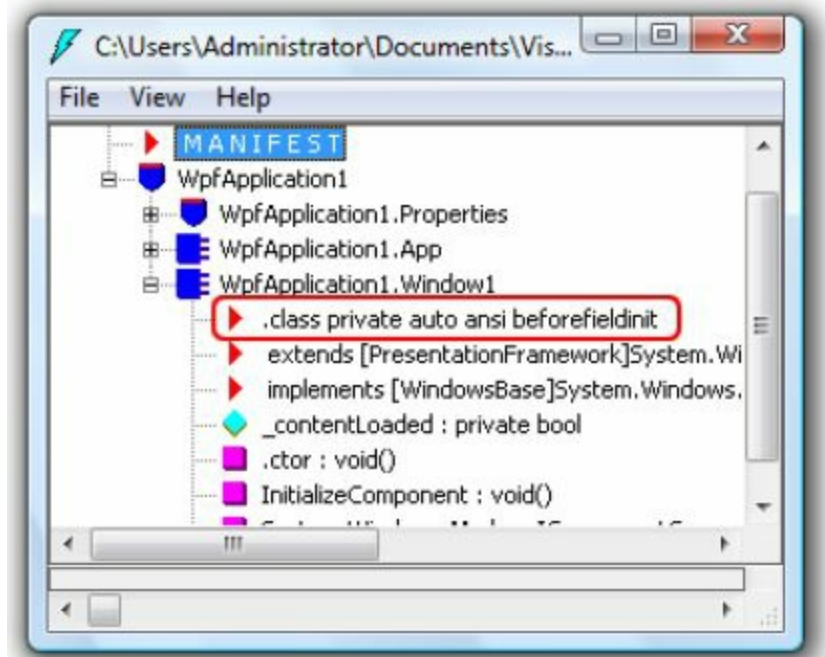 C:\Users\Administrator\Documents\Vis...
File View Help
MANIFEST
WpfApplication1
WpfApplication1.Properties
WpfApplication1.App
WpfApplication1.Window1
.class private auto ansi beforefieldinit
extends [PresentationFramework]System.Wi
implements [WindowsBase]System.Windows.
_contentLoaded : private bool
.ctor : void()
InitializeComponent : void()